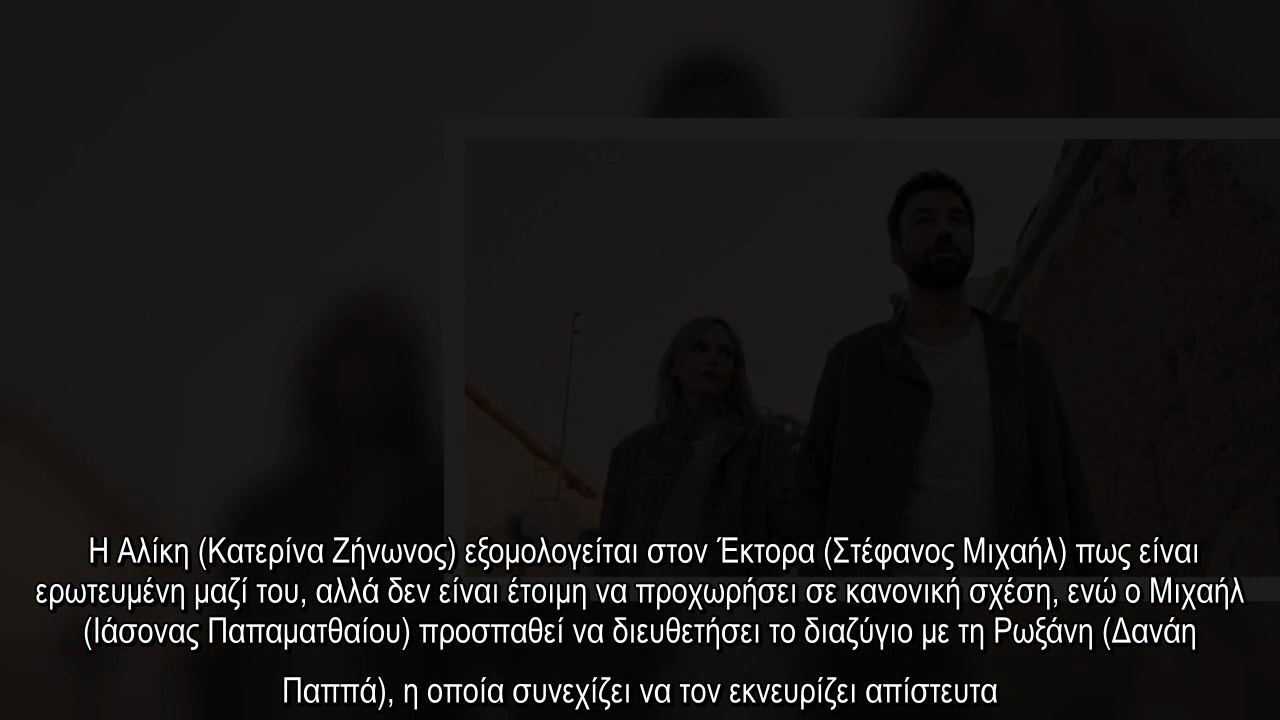 Η Αλίκη (Κατερίνα Ζήνωνος) εξομολογείται στον Έκτορα (Στέφανος Μιχαήλ) πως είναι
ερωτευμένη μαζί του, αλλά δεν είναι έτοιμη να προχωρήσει σε κανονική σχέση, ενώ ο Μιχαήλ
(Ιάσονας Παπαματθαίου) προσπαθεί να διευθετήσει το διαζύγιο με τη Ρωξάνη (Δανάη
Παππά), η οποία συνεχίζει να τον εκνευρίζει απίστευτα